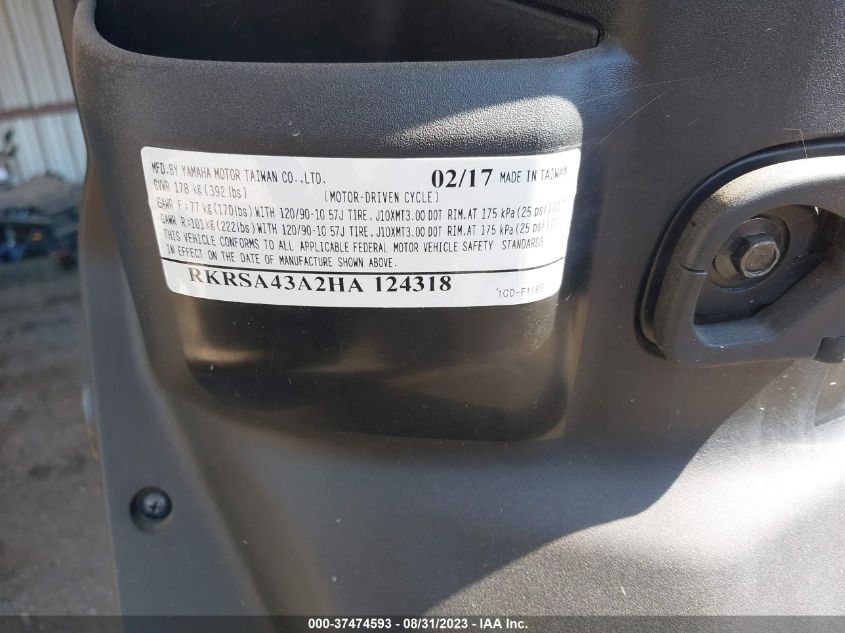 MFD.BY YAMAHA MOTOR TAIWAN CO.,LTD. 02/17 MADE IN TAIWAN
GVWR 178 kg(392 lbs) (MOTOR-DRIVEN CYCLE)
GAWR F:77 kg(170lbs)WITH 120/90-10 57J TIRE.J10XMT3.00 DOT RIM.AT 175 kPa(25 psi)
GAWR R:101kg(222lbs)WITH 120/90-10 57J TIRE.J10XMT3.00 DOT RIM.AT 175 kPa(25 psi)
THIS VEHICLE CONFORMS TO ALL APPLICABLE FEDERAL MOTOR VEHICLE SAFETY STANDARDS
IN EFFECT ON THE DATE OF MANUFACTURE SHOWN ABOVE.
RKRSA43A2HA 124318
000-37474593 - 08/31/2023 - IAA Inc.